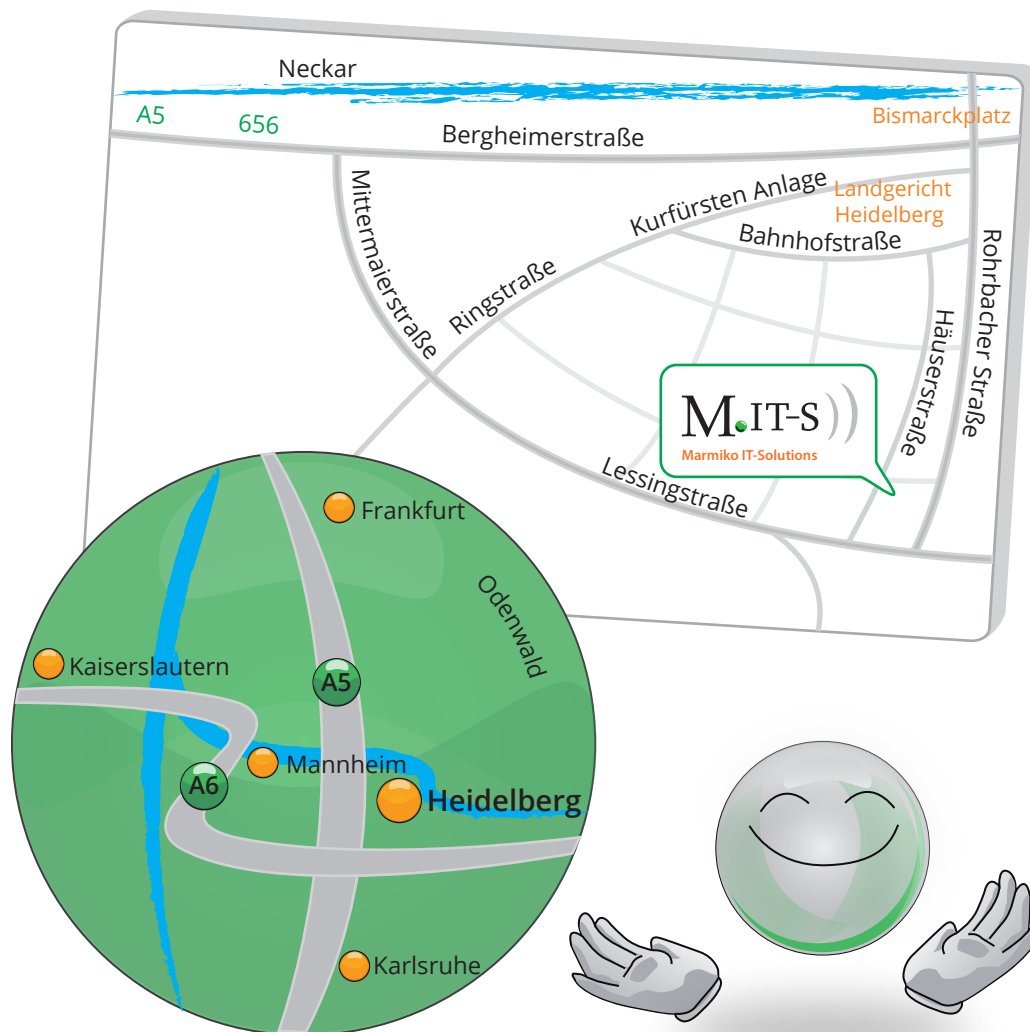 Neckar
A5
656
Bergheimerstraße
Bismarckplatz
Mittermaierstraße
Kurfürsten Anlage
Landgericht
Heidelberg
Bahnhofstraße
Ringstraße
Rohrbacher Straße
Häuserstraße
M.IT-S
Marmiko IT-Solutions
Lessingstraße
Frankfurt
Odenwald
Kaiserslautern
A5
Mannheim
A6
Heidelberg
Karlsruhe